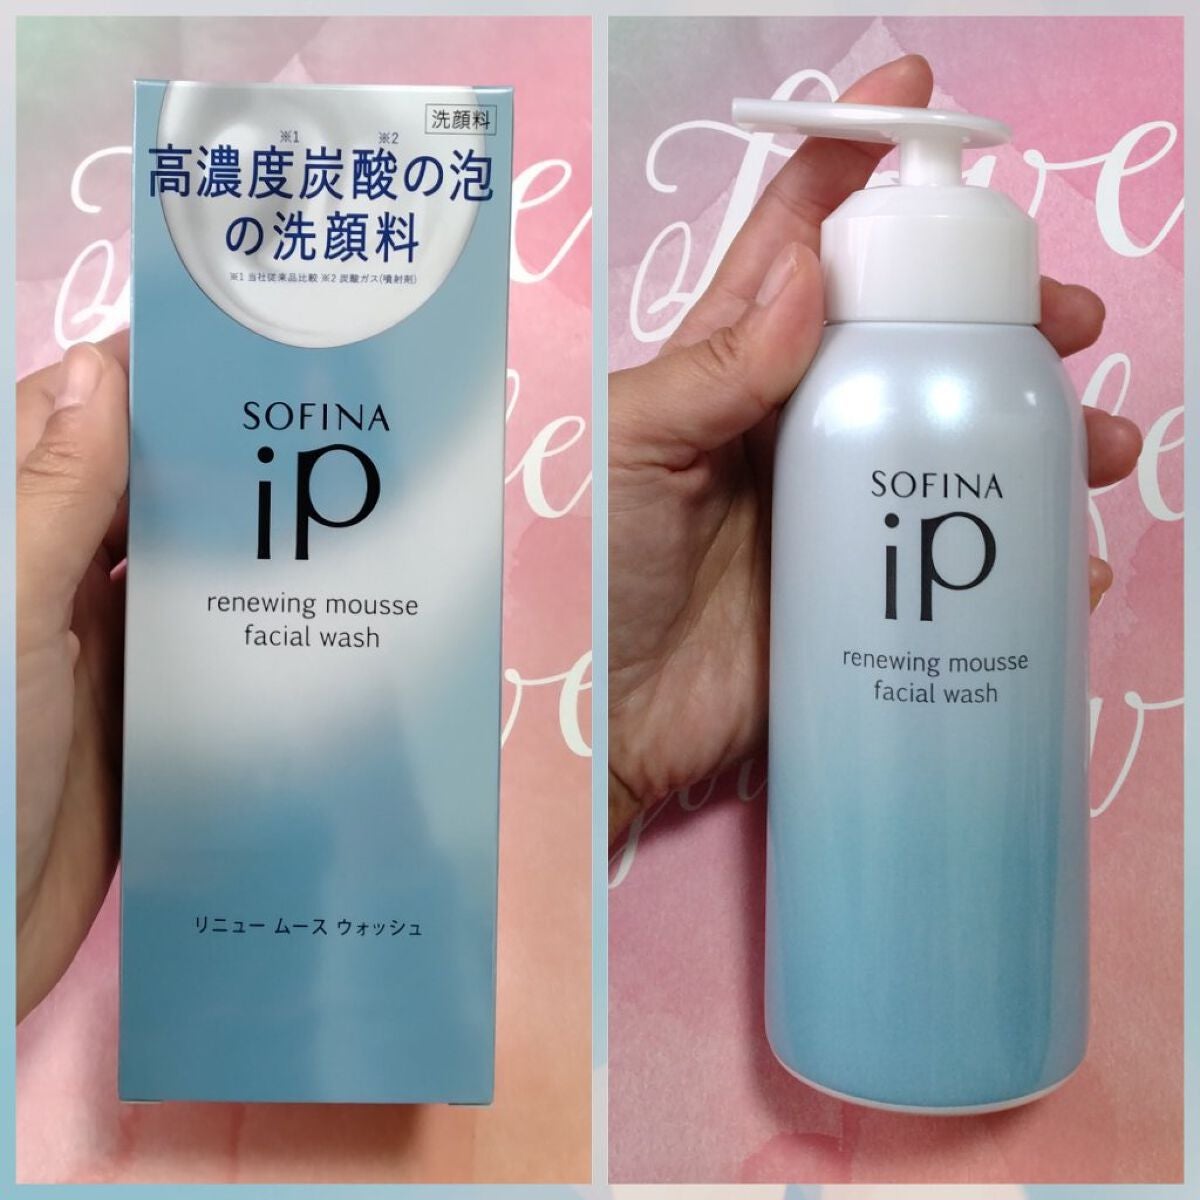 洗顔料
※1 ※2
高濃度炭酸の泡
の洗顔料
※1 当社従来品比較 ※2 炭酸ガス(噴射剤)
SOFINA
iP
renewing mousse
facial wash
リニュー ムース ウォッシュ
SOFINA
iP
renewing mousse
facial wash